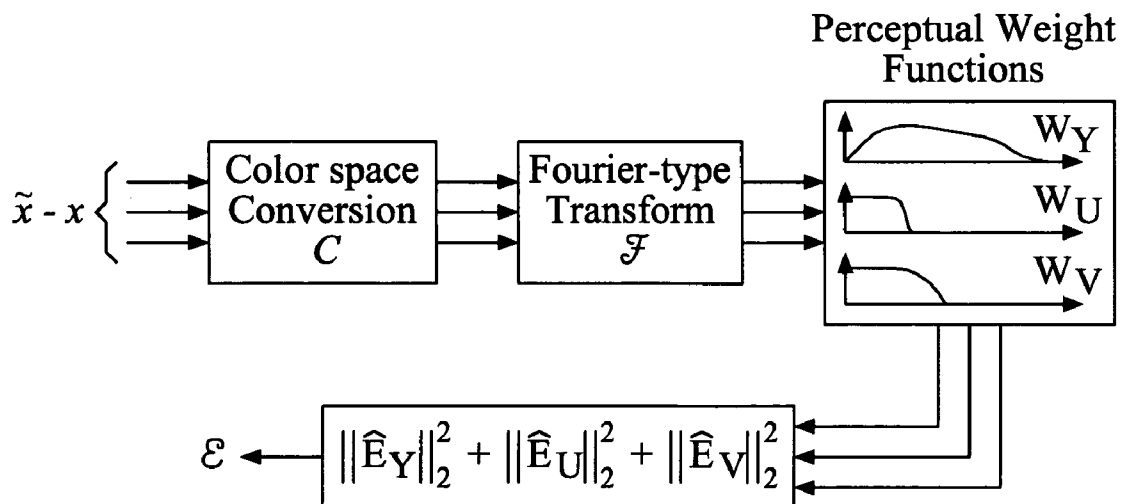 Perceptual Weight
Functions
x̃ - x
Color space
Conversion
C
Fourier-type
Transform
ℱ
W_Y
W_U
W_V
ℰ
||Ê_Y||₂² + ||Ê_U||₂² + ||Ê_V||₂²